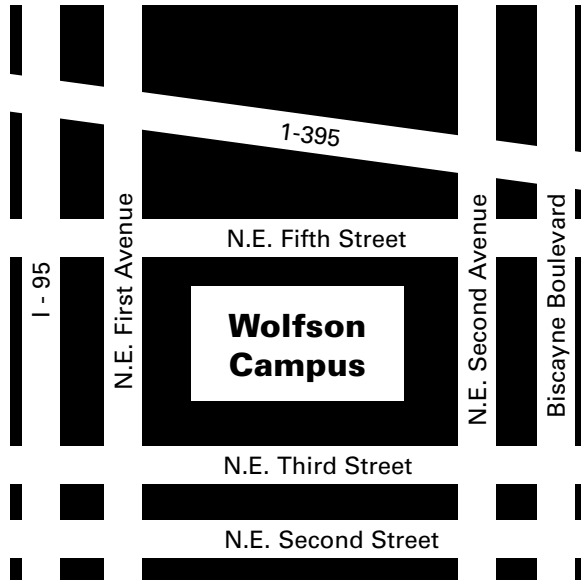 1-395
N.E. Fifth Street
I - 95
N.E. First Avenue
Wolfson
Campus
N.E. Second Avenue
Biscayne Boulevard
N.E. Third Street
N.E. Second Street